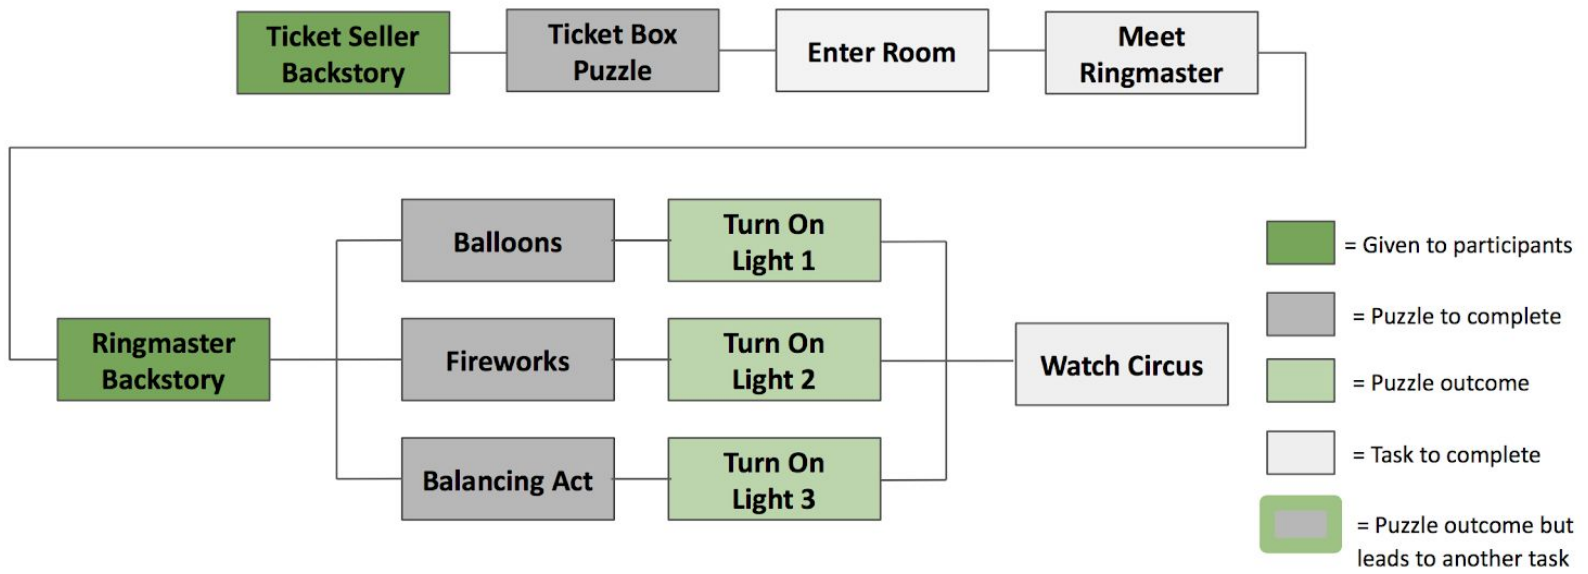 Ticket Seller
Backstory
Ticket Box
Puzzle
Enter Room
Meet
Ringmaster
Balloons
Turn On
Light 1
Ringmaster
Backstory
Fireworks
Turn On
Light 2
Watch Circus
Balancing Act
Turn On
Light 3
= Given to participants
= Puzzle to complete
= Puzzle outcome
= Task to complete
= Puzzle outcome but
leads to another task